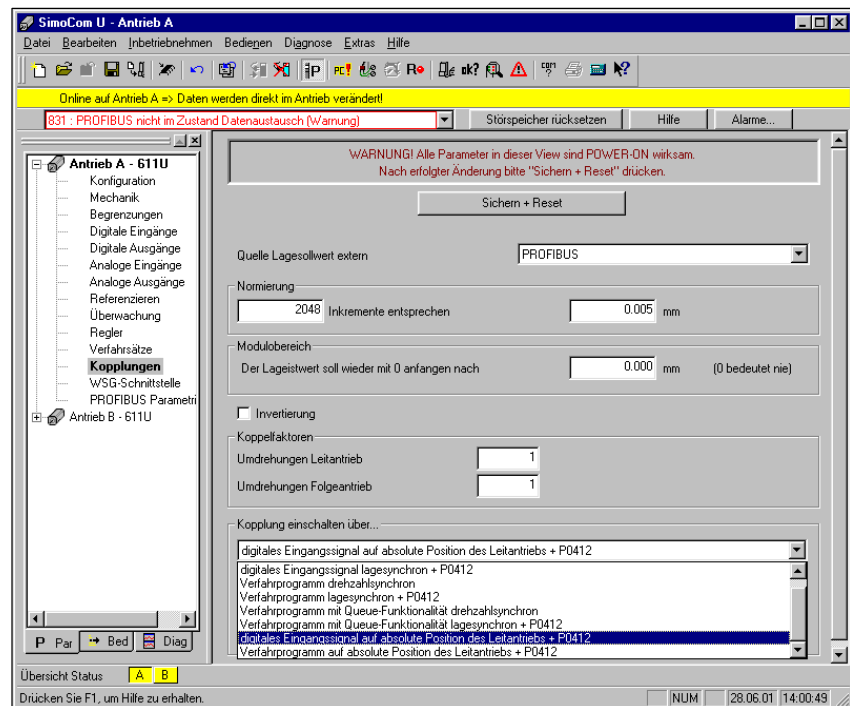 SimoCom U - Antrieb A
Datei Bearbeiten Inbetriebnehmen Bedienen Diagnose Extras Hilfe
Online auf Antrieb A => Daten werden direkt im Antrieb verändert!
831 : PROFIBUS nicht im Zustand Datenaustausch (Warnung) Störspeicher rücksetzen Hilfe Alarme...
Antrieb A - 611U
Konfiguration
Mechanik
Begrenzungen
Digitale Eingänge
Digitale Ausgänge
Analoge Eingänge
Analoge Ausgänge
Referenzieren
Überwachung
Regler
Verfahrsätze
Kopplungen
WSG-Schnittstelle
PROFIBUS Parametri
Antrieb B - 611U
P Par Bed Diag
WARNUNG! Alle Parameter in dieser View sind POWER-ON wirksam.
Nach erfolgter Änderung bitte "Sichern + Reset" drücken.
Sichern + Reset
Quelle Lagesollwert extern PROFIBUS
Normierung
2048 Inkremente entsprechen 0.005 mm
Modulobereich
Der Lageistwert soll wieder mit 0 anfangen nach 0.000 mm (0 bedeutet nie)
Invertierung
Koppelfaktoren
Umdrehungen Leitantrieb 1
Umdrehungen Folgeantrieb 1
Kopplung einschalten über...
digitales Eingangssignal auf absolute Position des Leitantriebs + P0412
digitales Eingangssignal lagesynchron + P0412
Verfahrprogramm drehzahlsynchron
Verfahrprogramm lagesynchron + P0412
Verfahrprogramm mit Queue-Funktionalität drehzahlsynchron
Verfahrprogramm mit Queue-Funktionalität lagesynchron + P0412
digitales Eingangssignal auf absolute Position des Leitantriebs + P0412
Verfahrprogramm auf absolute Position des Leitantriebs + P0412
Übersicht Status A B
Drücken Sie F1, um Hilfe zu erhalten. NUM 28.06.01 14:00:49